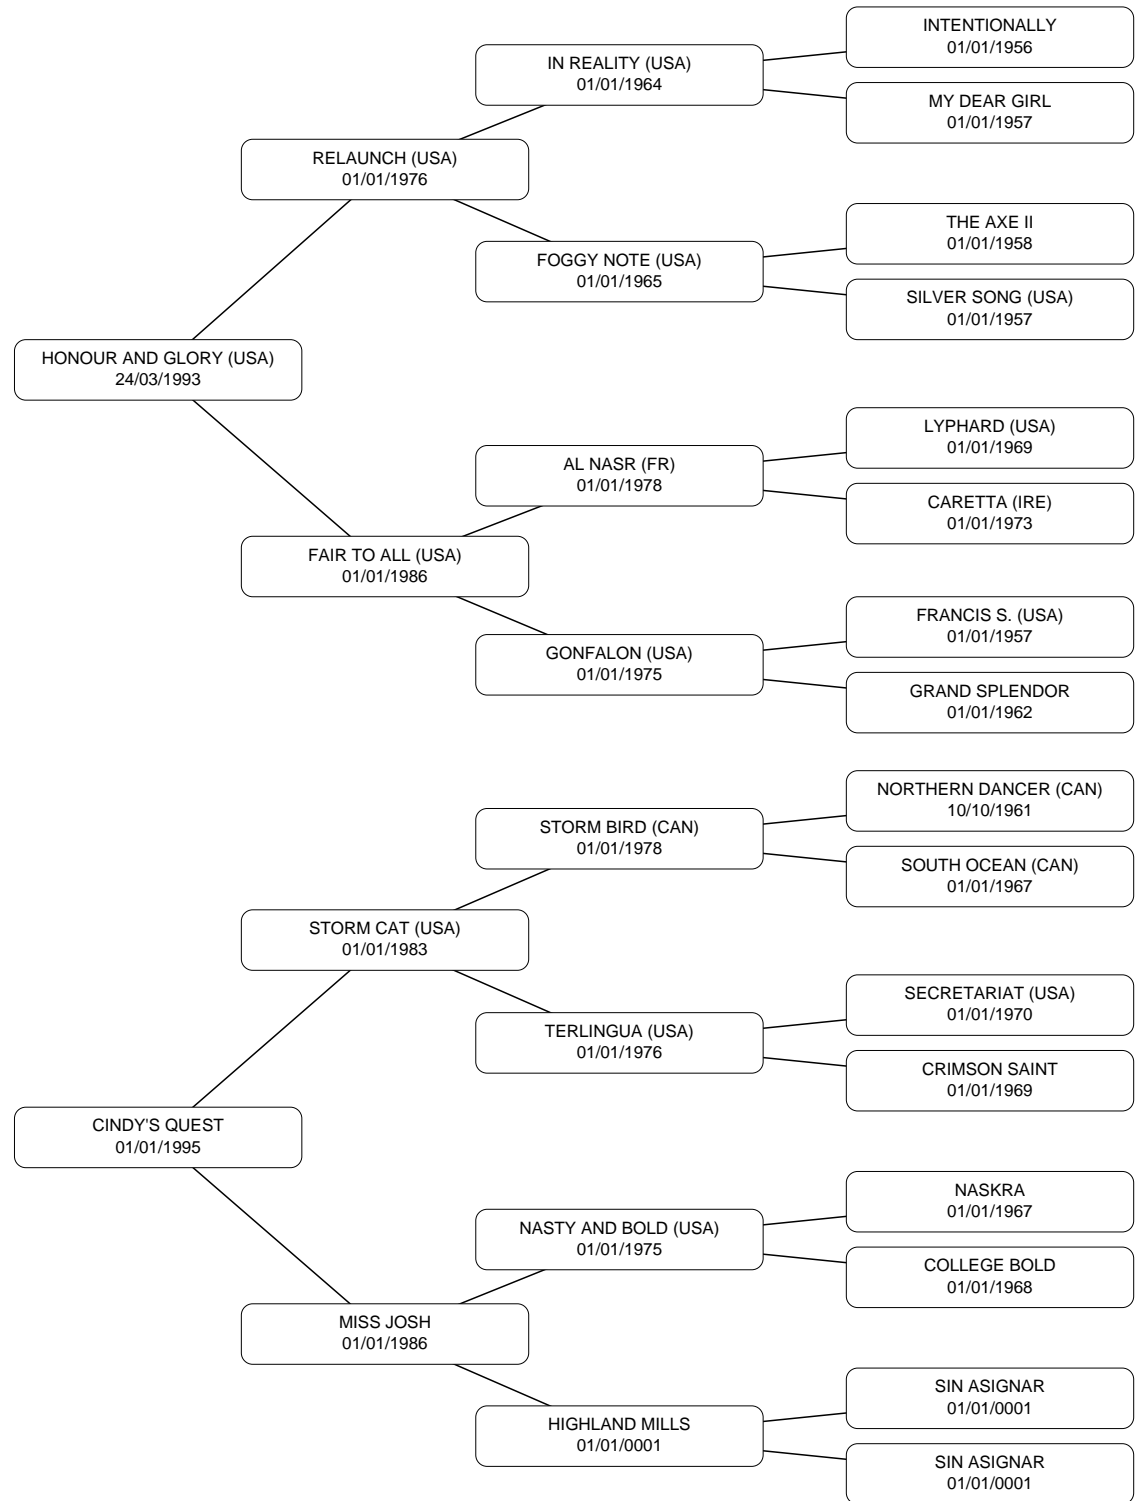 INTENTIONALLY
01/01/1956
IN REALITY (USA)
01/01/1964
MY DEAR GIRL
01/01/1957
RELAUNCH (USA)
01/01/1976
THE AXE II
01/01/1958
FOGGY NOTE (USA)
01/01/1965
SILVER SONG (USA)
01/01/1957
HONOUR AND GLORY (USA)
24/03/1993
LYPHARD (USA)
01/01/1969
AL NASR (FR)
01/01/1978
CARETTA (IRE)
01/01/1973
FAIR TO ALL (USA)
01/01/1986
FRANCIS S. (USA)
01/01/1957
GONFALON (USA)
01/01/1975
GRAND SPLENDOR
01/01/1962
NORTHERN DANCER (CAN)
10/10/1961
STORM BIRD (CAN)
01/01/1978
SOUTH OCEAN (CAN)
01/01/1967
STORM CAT (USA)
01/01/1983
SECRETARIAT (USA)
01/01/1970
TERLINGUA (USA)
01/01/1976
CRIMSON SAINT
01/01/1969
CINDY'S QUEST
01/01/1995
NASKRA
01/01/1967
NASTY AND BOLD (USA)
01/01/1975
COLLEGE BOLD
01/01/1968
MISS JOSH
01/01/1986
SIN ASIGNAR
01/01/0001
HIGHLAND MILLS
01/01/0001
SIN ASIGNAR
01/01/0001